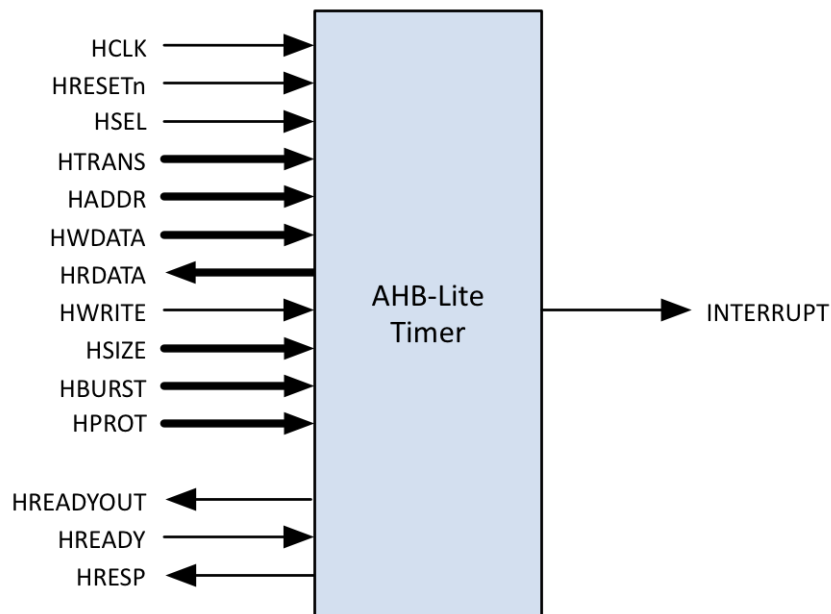 HCLK
HRESETn
HSEL
HTRANS
HADDR
HWDATA
HRDATA
HWRITE
HSIZE
HBURST
HPROT
HREADYOUT
HREADY
HRESP
AHB-Lite
Timer
INTERRUPT